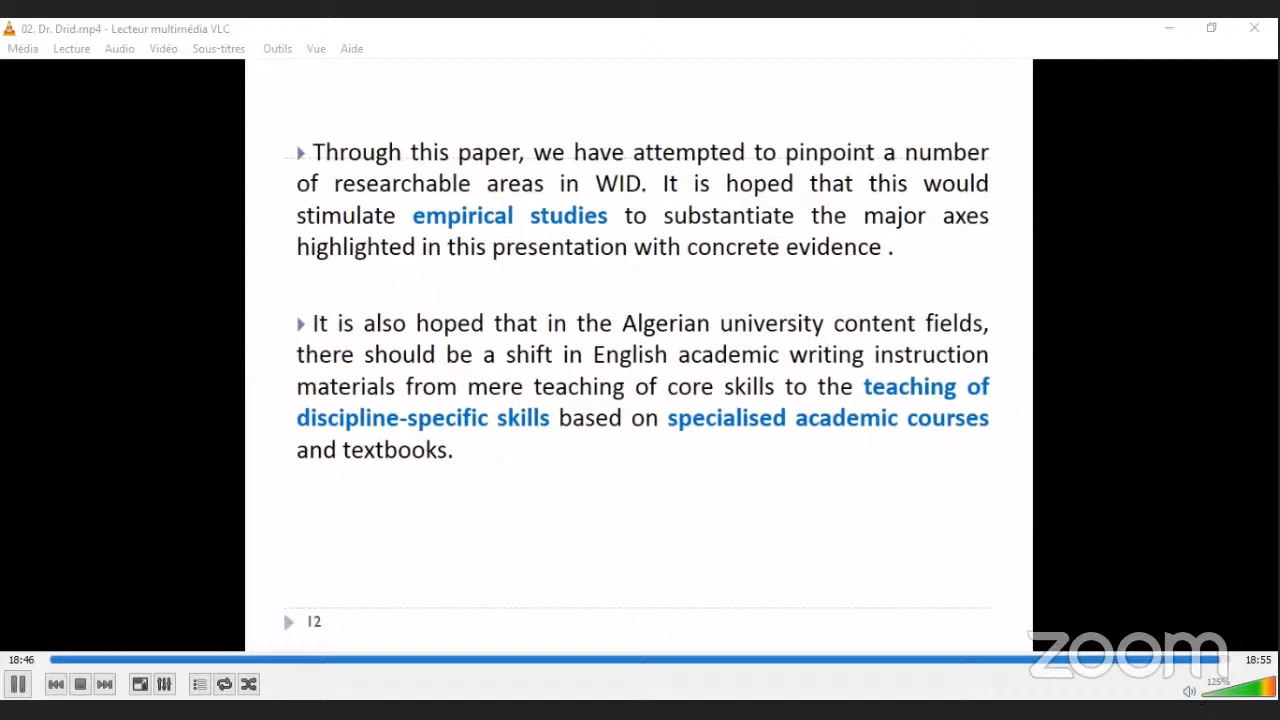 02. Dr. Drid.mp4 - Lecteur multimédia VLC
Média Lecture Audio Vidéo Sous-titres Outils Vue Aide
Through this paper, we have attempted to pinpoint a number
of researchable areas in WID. It is hoped that this would
stimulate empirical studies to substantiate the major axes
highlighted in this presentation with concrete evidence .
It is also hoped that in the Algerian university content fields,
there should be a shift in English academic writing instruction
materials from mere teaching of core skills to the teaching of
discipline-specific skills based on specialised academic courses
and textbooks.
12
zoom
18:46 18:55
125%